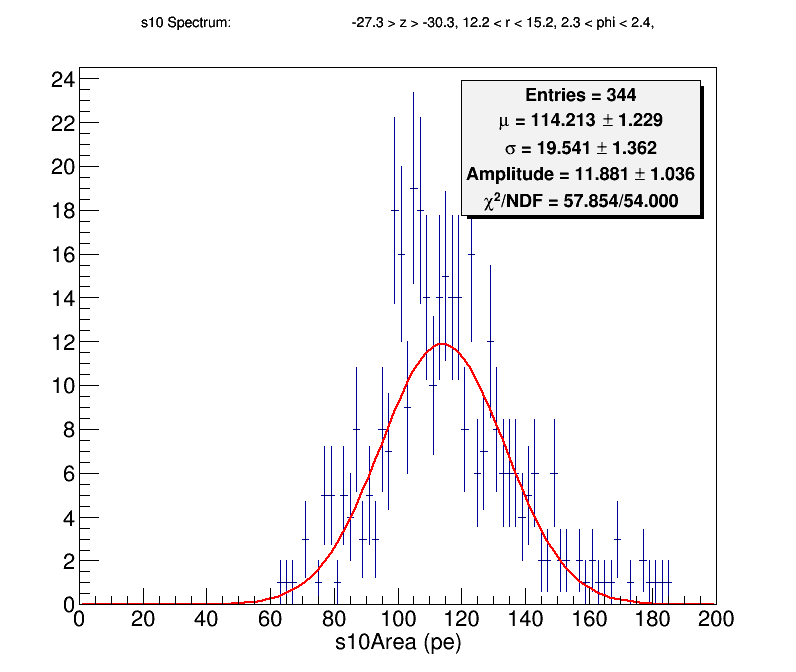 s10 Spectrum: -27.3 > z > -30.3, 12.2 < r < 15.2, 2.3 < phi < 2.4,
Entries = 344
μ = 114.213 ± 1.229
σ = 19.541 ± 1.362
Amplitude = 11.881 ± 1.036
χ²/NDF = 57.854/54.000
24
22
20
18
16
14
12
10
8
6
4
2
0
0 20 40 60 80 100 120 140 160 180 200
s10Area (pe)